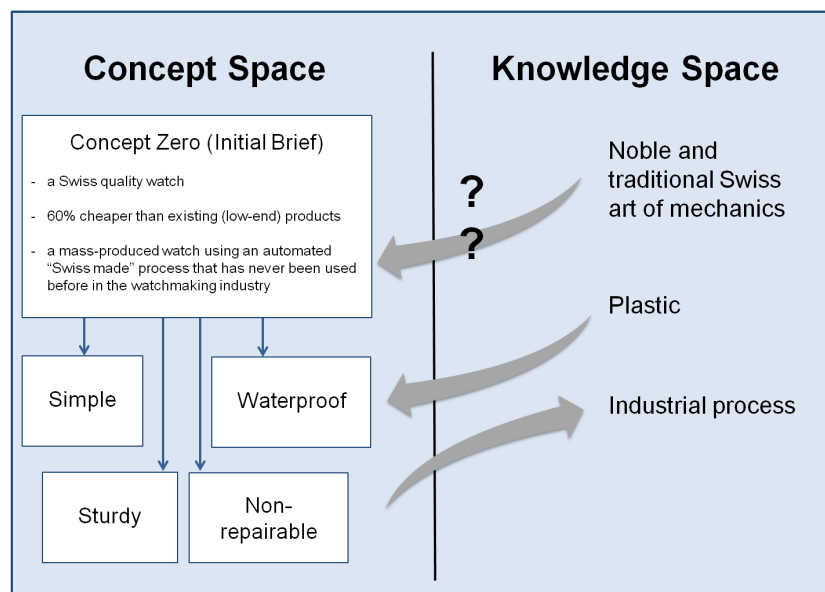 Concept Space
Knowledge Space
Concept Zero (Initial Brief)
- a Swiss quality watch
- 60% cheaper than existing (low-end) products
- a mass-produced watch using an automated
“Swiss made” process that has never been used
before in the watchmaking industry
?
?
Noble and
traditional Swiss
art of mechanics
Plastic
Industrial process
Simple
Waterproof
Sturdy
Non-
repairable